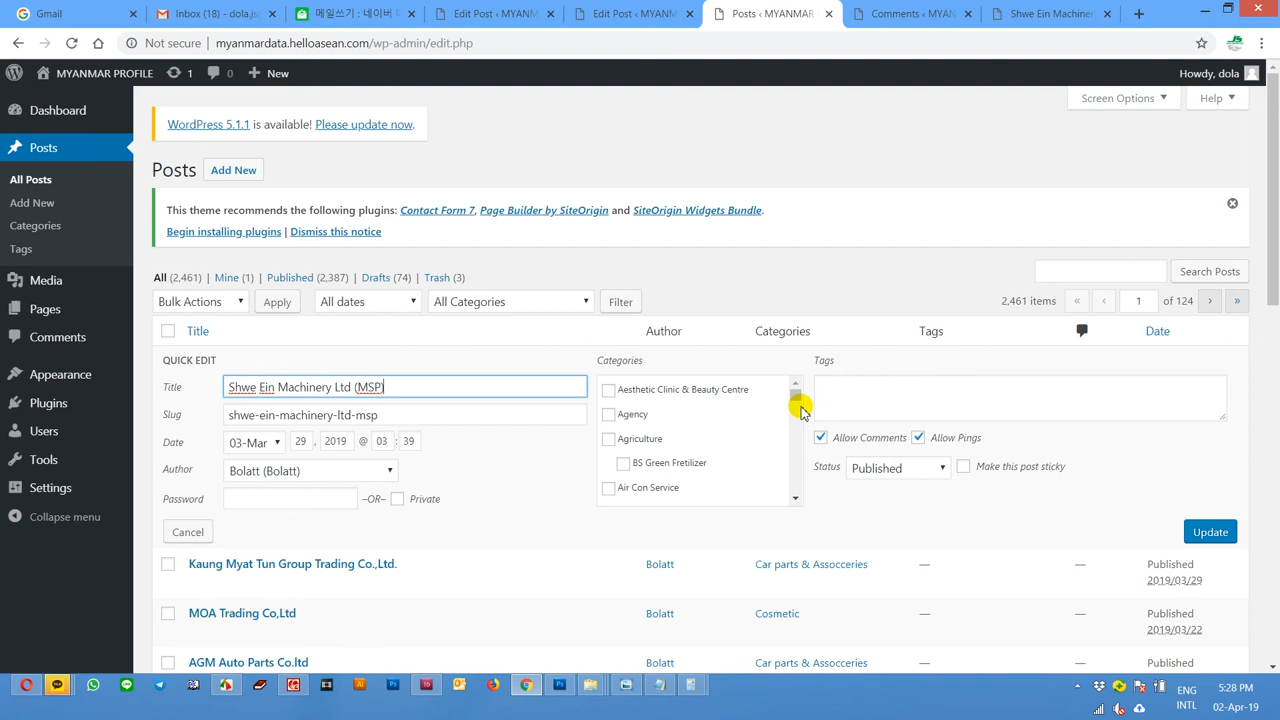 Gmail
Inbox (18) - dola.jsg
메일쓰기 : 네이버
Edit Post ‹ MYANMAR
Edit Post ‹ MYANMA
Posts ‹ MYANMAR
Comments ‹ MYAN
Shwe Ein Machinery
Not secure
myanmardata.helloasean.com/wp-admin/edit.php
MYANMAR PROFILE
1
0
New
Howdy, dola
Screen Options
Help
Dashboard
Posts
All Posts
Add New
Categories
Tags
Media
Pages
Comments
Appearance
Plugins
Users
Tools
Settings
Collapse menu
WordPress 5.1.1 is available! Please update now.
Posts
Add New
This theme recommends the following plugins: Contact Form 7, Page Builder by SiteOrigin and SiteOrigin Widgets Bundle.
Begin installing plugins | Dismiss this notice
All (2,461) | Mine (1) | Published (2,387) | Drafts (74) | Trash (3)
Search Posts
Bulk Actions
Apply
All dates
All Categories
Filter
2,461 items « ‹ 1 of 124 › »
Title
Author
Categories
Tags
Date
QUICK EDIT
Title
Shwe Ein Machinery Ltd (MSP)
Slug
shwe-ein-machinery-ltd-msp
Date
03-Mar 29 , 2019 @ 03 : 39
Author
Bolatt (Bolatt)
Password
–OR–
Private
Categories
Aesthetic Clinic & Beauty Centre
Agency
Agriculture
BS Green Fretilizer
Air Con Service
Tags
Allow Comments
Allow Pings
Status
Published
Make this post sticky
Cancel
Update
Kaung Myat Tun Group Trading Co.,Ltd.
Bolatt
Car parts & Assocceries
—
—
Published
2019/03/29
MOA Trading Co,Ltd
Bolatt
Cosmetic
—
—
Published
2019/03/22
AGM Auto Parts Co.ltd
Bolatt
Car parts & Assocceries
—
—
Published
ENG
INTL
5:28 PM
02-Apr-19